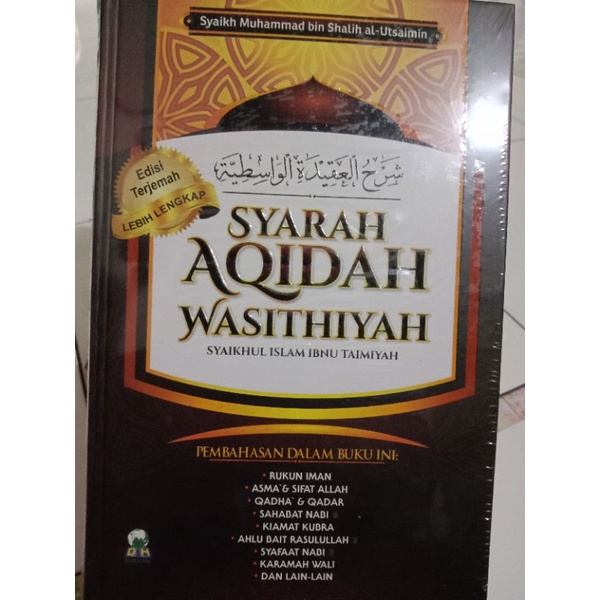 Syaikh Muhammad bin Shalih al-Utsaimin
Edisi
Terjemah
LEBIH LENGKAP
شرح العقيدة الواسطية
SYARAH
AQIDAH
WASITHIYAH
SYAIKHUL ISLAM IBNU TAIMIYAH
PEMBAHASAN DALAM BUKU INI:
• RUKUN IMAN
• ASMA' & SIFAT ALLAH
• QADHA' & QADAR
• SAHABAT NABI
• KIAMAT KUBRA
• AHLU BAIT RASULULLAH
• SYAFAAT NABI
• KARAMAH WALI
• DAN LAIN-LAIN
DH